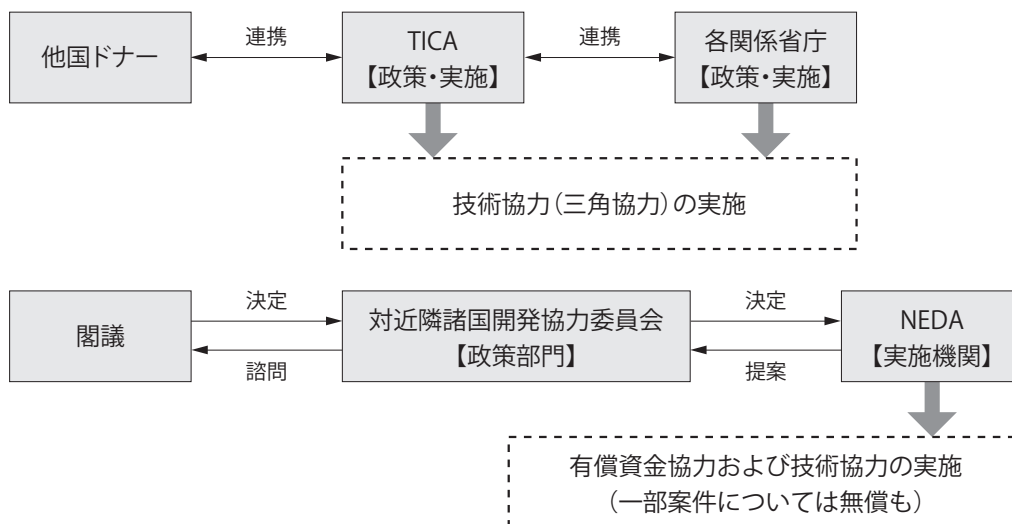 他国ドナー
連携
TICA
【政策・実施】
連携
各関係省庁
【政策・実施】
技術協力（三角協力）の実施
閣議
決定
諮問
対近隣諸国開発協力委員会
【政策部門】
決定
提案
NEDA
【実施機関】
有償資金協力および技術協力の実施
（一部案件については無償も）